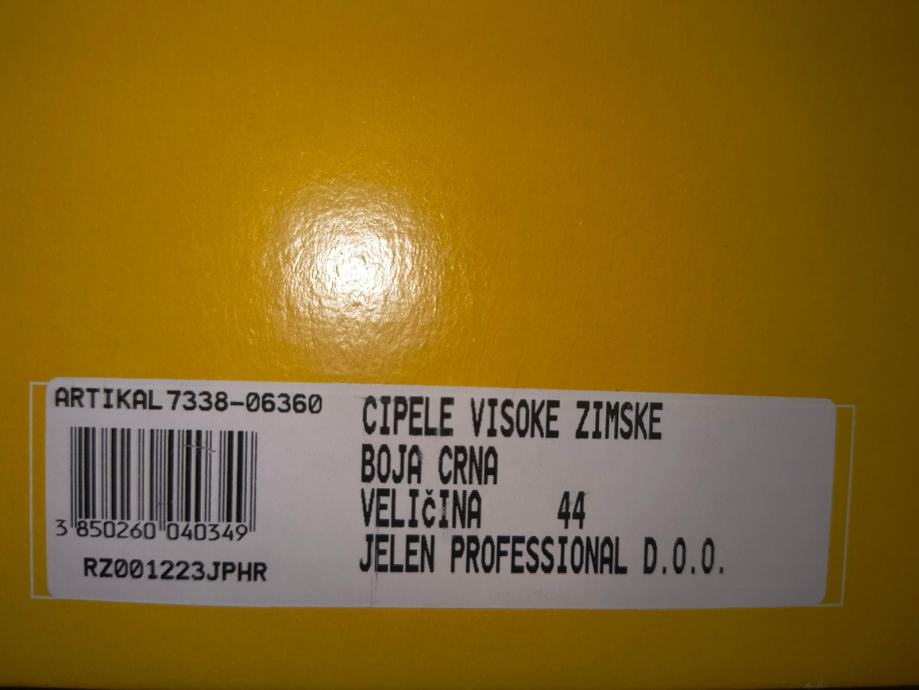 ARTIKAL 7338-06360
3 850260 040349
RZ001223JPHR
CIPELE VISOKE ZIMSKE
BOJA CRNA
VELIčINA 44
JELEN PROFESSIONAL D.O.O.